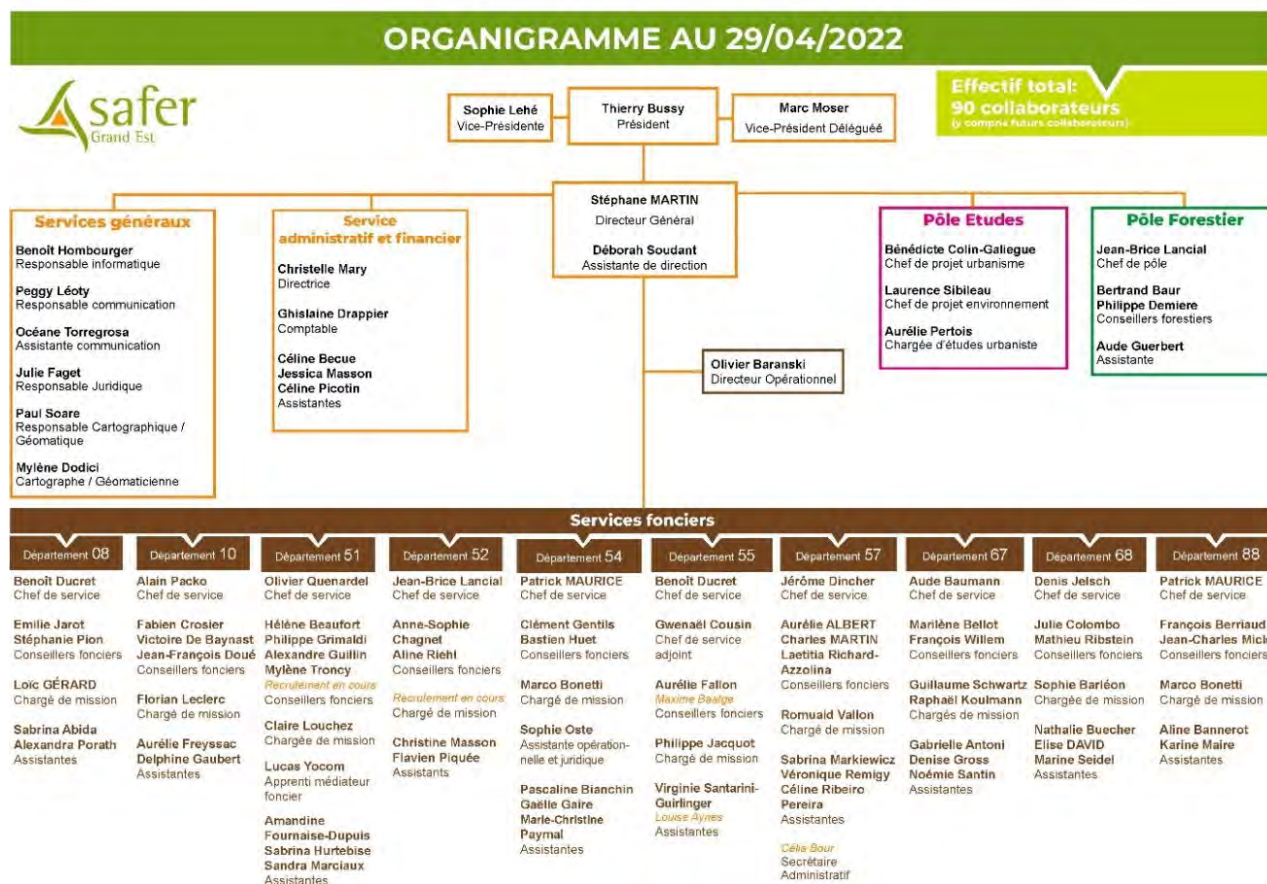 ORGANIGRAMME AU 29/04/2022
safer
Grand Est
Effectif total:
90 collaborateurs
(y compris futurs collaborateurs)
Sophie Lehé
Vice-Présidente
Thierry Bussy
Président
Marc Moser
Vice-Président Déléguéé
Stéphane MARTIN
Directeur Général
Déborah Soudant
Assistante de direction
Services généraux
Benoît Hombourger
Responsable informatique
Peggy Léoty
Responsable communication
Océane Torregrosa
Assistante communication
Julie Faget
Responsable Juridique
Paul Soare
Responsable Cartographique /
Géomatique
Mylène Dodici
Cartographe / Géomaticienne
Service
administratif et financier
Christelle Mary
Directrice
Ghislaine Drappier
Comptable
Céline Becue
Jessica Masson
Céline Picotin
Assistantes
Pôle Etudes
Bénédicte Colin-Galiegue
Chef de projet urbanisme
Laurence Sibileau
Chef de projet environnement
Aurélie Pertois
Chargée d'études urbaniste
Pôle Forestier
Jean-Brice Lancial
Chef de pôle
Bertrand Baur
Philippe Demiere
Conseillers forestiers
Aude Guerbert
Assistante
Olivier Baranski
Directeur Opérationnel
Services fonciers
Département 08
Benoît Ducret
Chef de service
Emilie Jarot
Stéphanie Pion
Conseillers fonciers
Loïc GÉRARD
Chargé de mission
Sabrina Abida
Alexandra Porath
Assistantes
Département 10
Alain Packo
Chef de service
Fabien Crosier
Victoire De Baynast
Jean-François Doué
Conseillers fonciers
Florian Leclerc
Chargé de mission
Aurélie Freyssac
Delphine Gaubert
Assistantes
Département 51
Olivier Quenardel
Chef de service
Hélène Beaufort
Philippe Grimaldi
Alexandre Guillin
Mylène Troncy
Recrutement en cours
Conseillers fonciers
Claire Louchez
Chargée de mission
Lucas Yocom
Apprenti médiateur
foncier
Amandine
Fournaise-Dupuis
Sabrina Hurtebise
Sandra Marciaux
Assistantes
Département 52
Jean-Brice Lancial
Chef de service
Anne-Sophie
Chagnet
Aline Riehl
Conseillers fonciers
Recrutement en cours
Chargé de mission
Christine Masson
Flavien Piquée
Assistants
Département 54
Patrick MAURICE
Chef de service
Clément Gentils
Bastien Huet
Conseillers fonciers
Marco Bonetti
Chargé de mission
Sophie Oste
Assistante opération-
nelle et juridique
Pascaline Bianchin
Gaëlle Gaire
Marie-Christine
Paymal
Assistantes
Département 55
Benoît Ducret
Chef de service
Gwenaël Cousin
Chef de service
adjoint
Aurélie Fallon
Maxime Baalge
Conseillers fonciers
Philippe Jacquot
Chargé de mission
Virginie Santarini-
Guirlinger
Louise Aynes
Assistantes
Département 57
Jérôme Dincher
Chef de service
Aurélie ALBERT
Charles MARTIN
Laetitia Richard-
Azzolina
Conseillers fonciers
Romuald Vallon
Chargé de mission
Sabrina Markiewicz
Véronique Remigy
Céline Ribeiro
Pereira
Assistantes
Célia Bour
Secrétaire
Administratif
Département 67
Aude Baumann
Chef de service
Marilène Bellot
François Willem
Conseillers fonciers
Guillaume Schwartz
Raphaël Koulmann
Chargés de mission
Gabrielle Antoni
Denise Gross
Noémie Santin
Assistantes
Département 68
Denis Jelsch
Chef de service
Julie Colombo
Mathieu Ribstein
Conseillers fonciers
Sophie Barléon
Chargée de mission
Nathalie Buecher
Elise DAVID
Marine Seidel
Assistantes
Département 88
Patrick MAURICE
Chef de service
François Berriaud
Jean-Charles Micl
Conseillers fonciers
Marco Bonetti
Chargé de mission
Aline Bannerot
Karine Maire
Assistantes